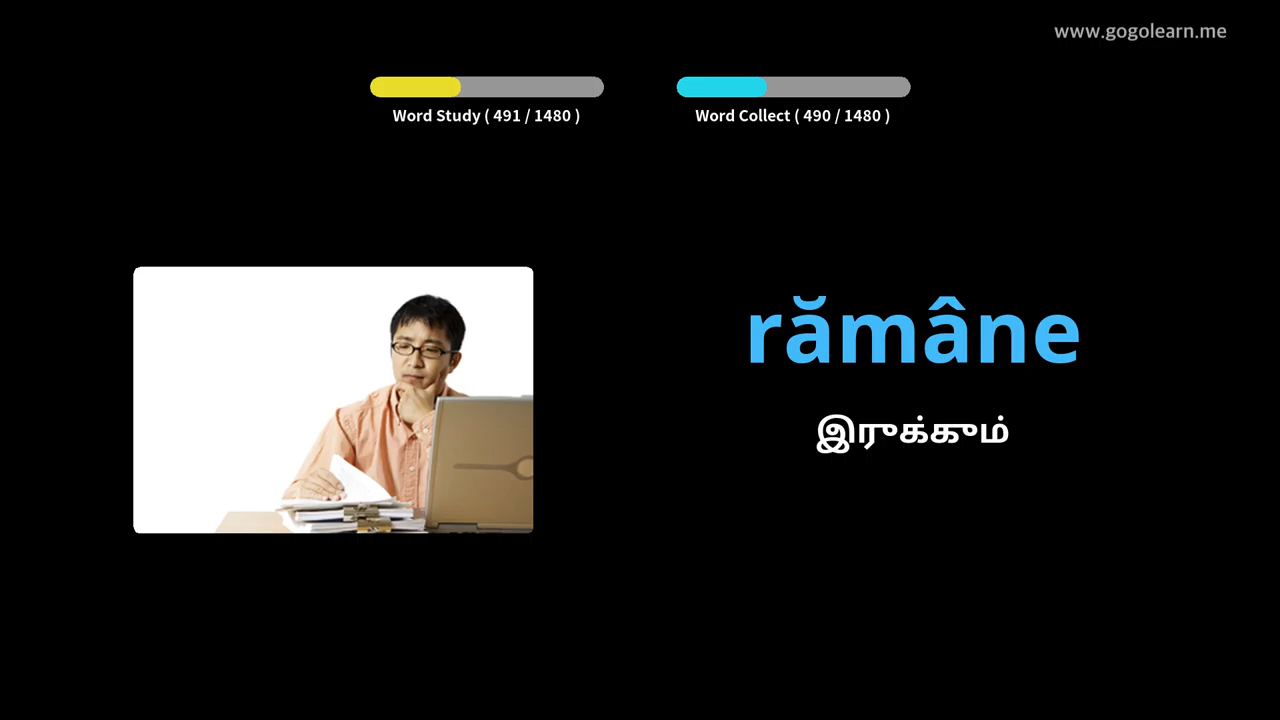 www.gogolearn.me
Word Study ( 491 / 1480 )
Word Collect ( 490 / 1480 )
rămâne
இருக்கும்